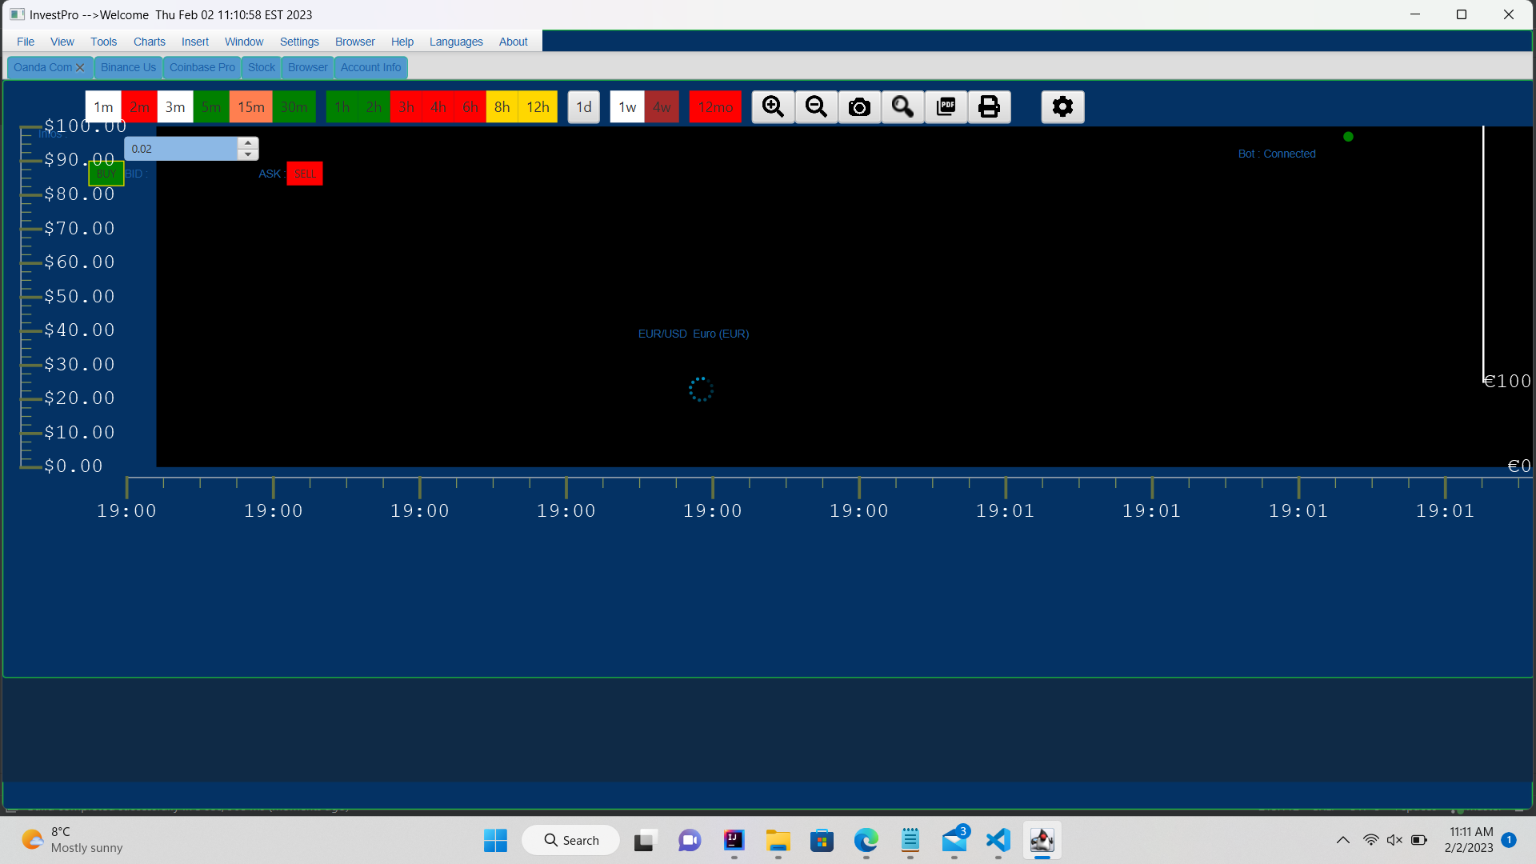 InvestPro -->Welcome  Thu Feb 02 11:10:58 EST 2023
File View Tools Charts Insert Window Settings Browser Help Languages About
Oanda Com Binance Us Coinbase Pro Stock Browser Account Info
1m 2m 3m 5m 15m 30m 1h 2h 3h 4h 6h 8h 12h 1d 1w 4w 12mo PDF
$100.00
Infos
0.02
Bot : Connected
$90.00
BUY BID : ASK : SELL
$80.00
$70.00
$60.00
$50.00
$40.00
EUR/USD  Euro (EUR)
$30.00
€100
$20.00
$10.00
$0.00
€0
19:00 19:00 19:00 19:00 19:00 19:00 19:01 19:01 19:01 19:01
8°C
Mostly sunny
Search
3
11:11 AM
2/2/2023
1